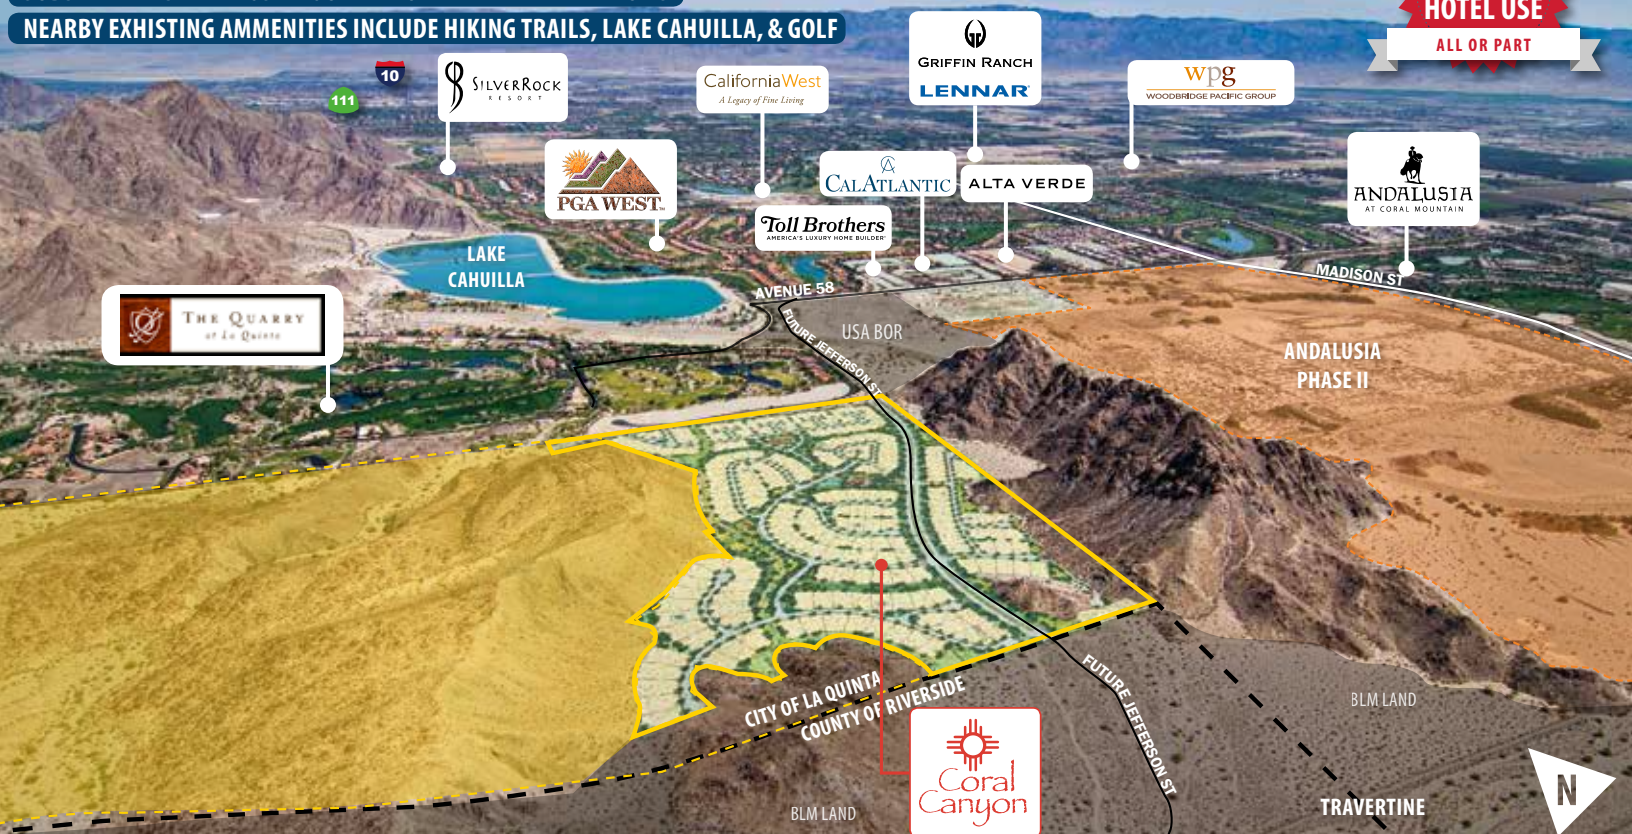 NEARBY EXHISTING AMMENITIES INCLUDE HIKING TRAILS, LAKE CAHUILLA, & GOLF
HOTEL USE
ALL OR PART
10
111
SILVERROCK
RESORT
CaliforniaWest
A Legacy of Fine Living
GRIFFIN RANCH
LENNAR
wpg
WOODBRIDGE PACIFIC GROUP
PGA WEST
CALATLANTIC
ALTA VERDE
Toll Brothers
AMERICA'S LUXURY HOME BUILDER
ANDALUSIA
AT CORAL MOUNTAIN
LAKE
CAHUILLA
AVENUE 58
MADISON ST
THE QUARRY
at La Quinta
FUTURE JEFFERSON ST
USA BOR
ANDALUSIA
PHASE II
CITY OF LA QUINTA
COUNTY OF RIVERSIDE
FUTURE JEFFERSON ST
BLM LAND
Coral
Canyon
BLM LAND
TRAVERTINE
N